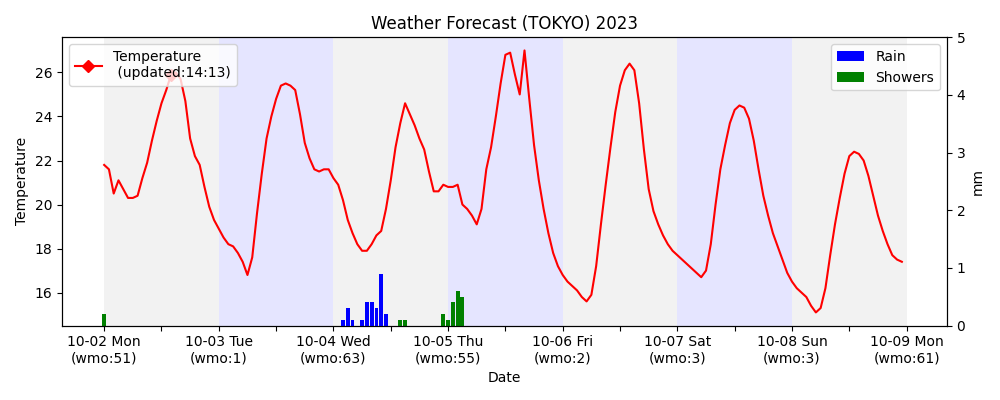 Weather Forecast (TOKYO) 2023
Temperature
(updated:14:13)
Rain
Showers
Temperature
26
24
22
20
18
16
5
4
3
2
1
0
mm
10-02 Mon
(wmo:51)
10-03 Tue
(wmo:1)
10-04 Wed
(wmo:63)
10-05 Thu
(wmo:55)
10-06 Fri
(wmo:2)
10-07 Sat
(wmo:3)
10-08 Sun
(wmo:3)
10-09 Mon
(wmo:61)
Date